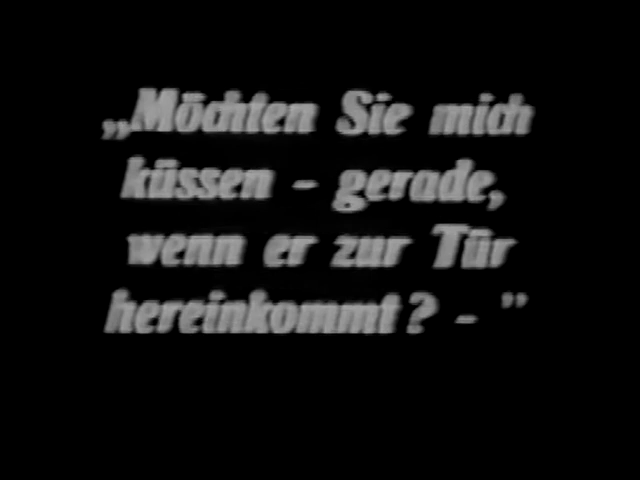 „Möchten Sie mich
küssen - gerade,
wenn er zur Tür
hereinkommt? - ”